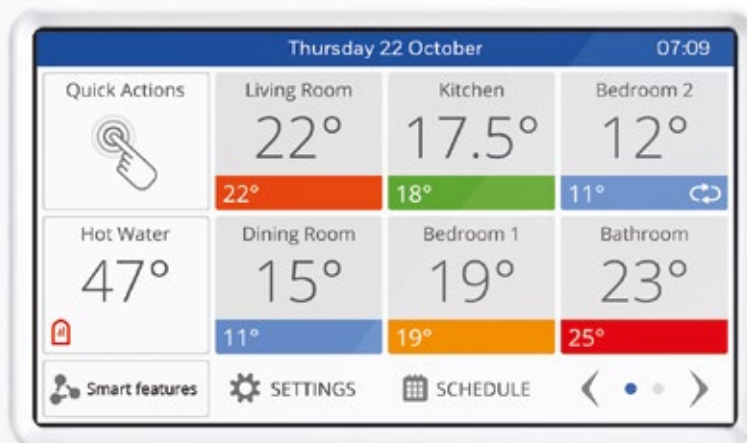 Thursday 22 October 07:09
Quick Actions
Living Room
22°
22°
Kitchen
17.5°
18°
Bedroom 2
12°
11°
Hot Water
47°
Dining Room
15°
11°
Bedroom 1
19°
19°
Bathroom
23°
25°
Smart features
SETTINGS
SCHEDULE